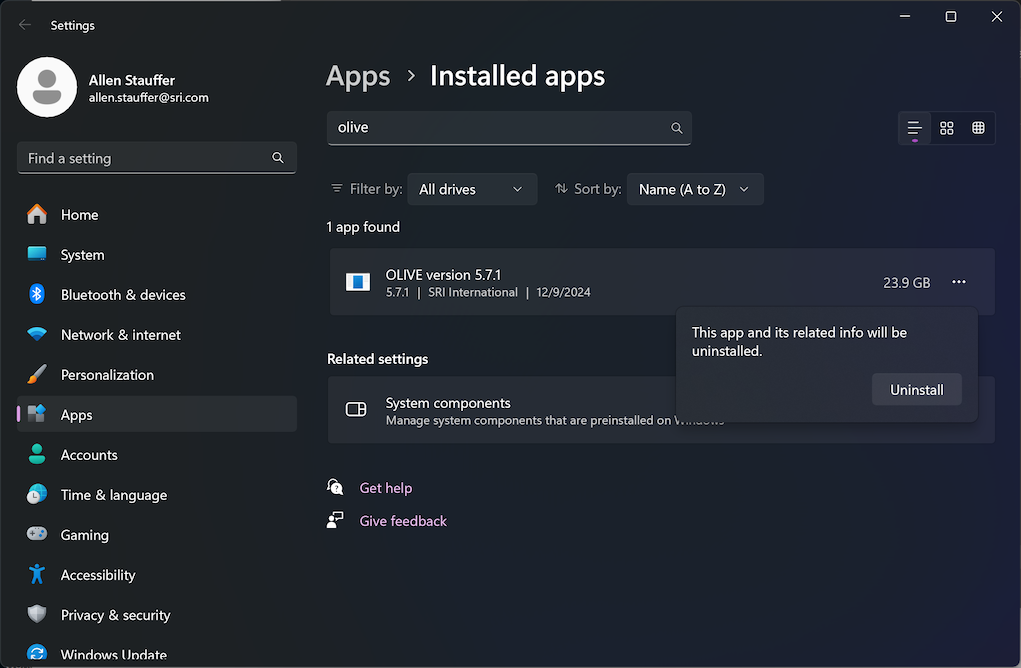 Settings
Allen Stauffer
allen.stauffer@sri.com
Find a setting
Home
System
Bluetooth & devices
Network & internet
Personalization
Apps
Accounts
Time & language
Gaming
Accessibility
Privacy & security
Windows Update
Apps > Installed apps
olive
Filter by: All drives Sort by: Name (A to Z)
1 app found
OLIVE version 5.7.1
5.7.1 | SRI International | 12/9/2024
23.9 GB
This app and its related info will be
uninstalled.
Uninstall
Related settings
System components
Manage system components that are preinstalled on Windows
Get help
Give feedback